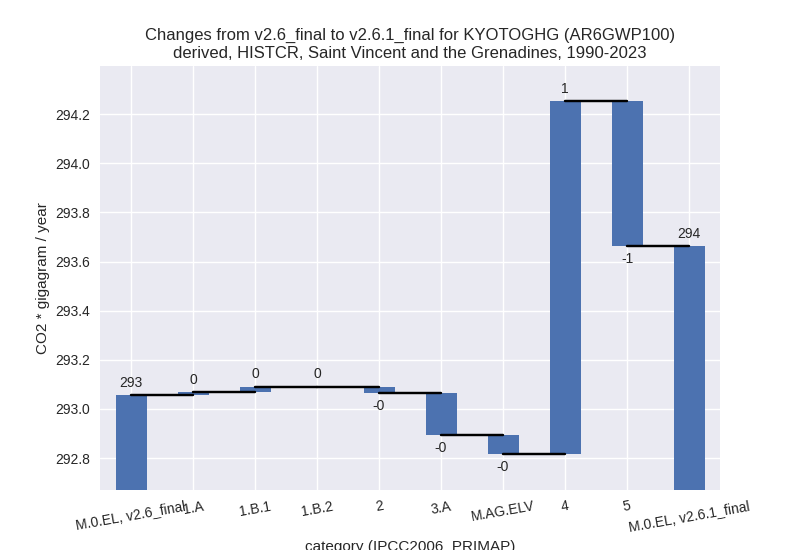 Changes from v2.6_final to v2.6.1_final for KYOTOGHG (AR6GWP100)
derived, HISTCR, Saint Vincent and the Grenadines, 1990-2023
CO2 * gigagram / year
294.2
294.0
293.8
293.6
293.4
293.2
293.0
292.8
293
0
0
0
-0
-0
-0
1
-1
294
M.0.EL, v2.6_final
1.A
1.B.1
1.B.2
2
3.A
M.AG.ELV
4
5
M.0.EL, v2.6.1_final
category (IPCC2006_PRIMAP)